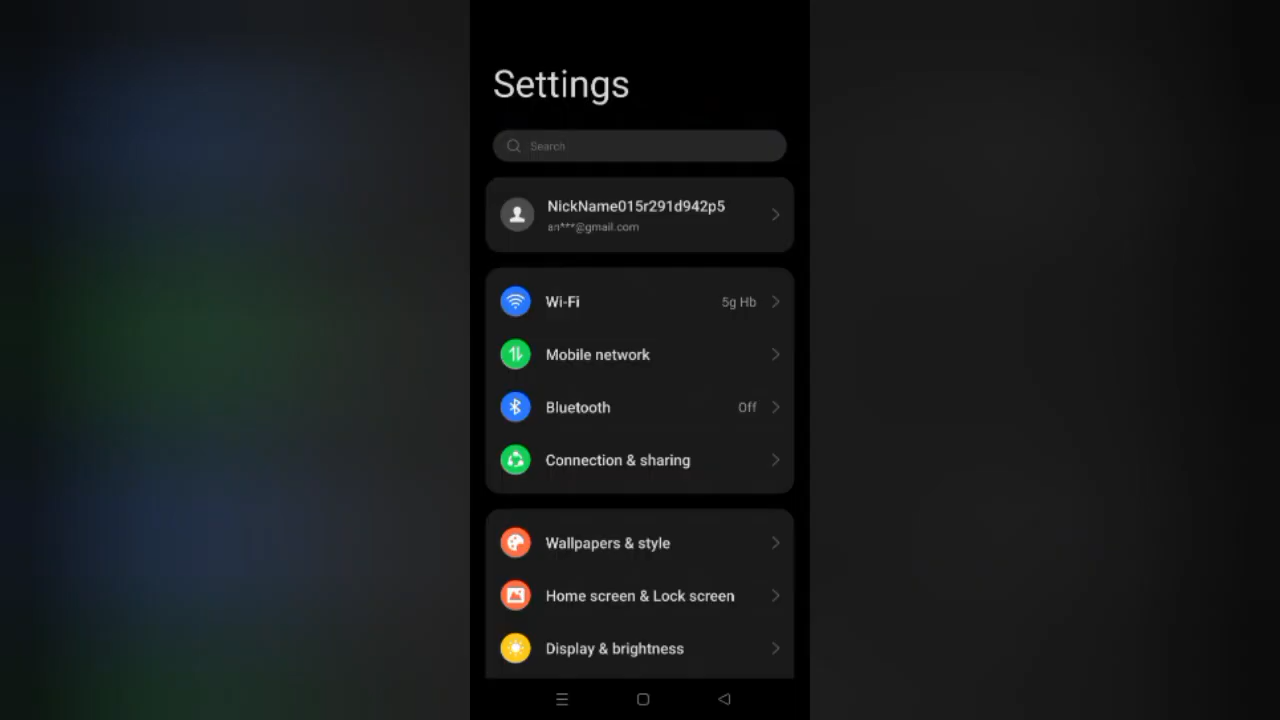 Settings
Search
NickName015r291d942p5
an***@gmail.com
Wi-Fi 5g Hb
Mobile network
Bluetooth Off
Connection & sharing
Wallpapers & style
Home screen & Lock screen
Display & brightness